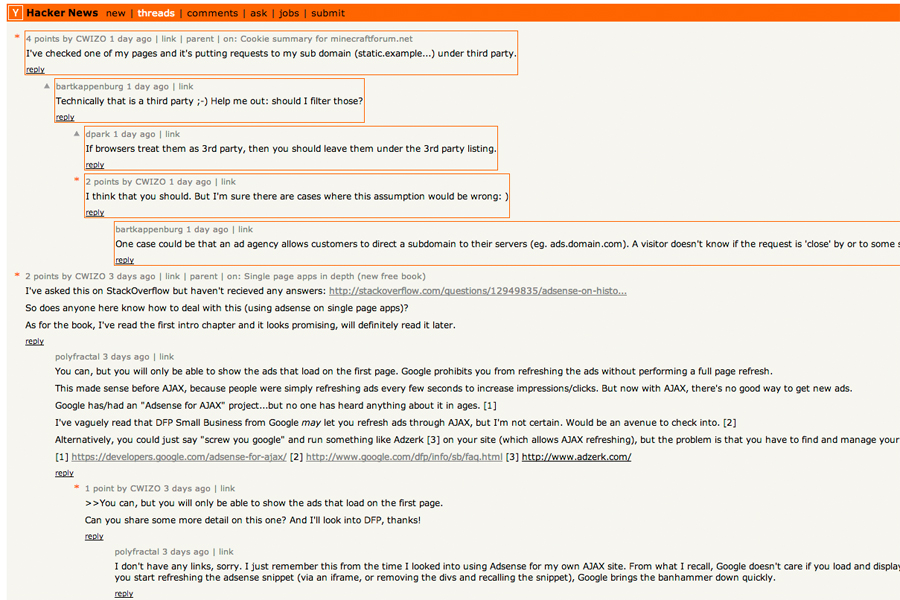 Y Hacker News new | threads | comments | ask | jobs | submit
* 4 points by CWIZO 1 day ago | link | parent | on: Cookie summary for minecraftforum.net
I've checked one of my pages and it's putting requests to my sub domain (static.example...) under third party.
reply
bartkappenburg 1 day ago | link
Technically that is a third party ;-) Help me out: should I filter those?
reply
dpark 1 day ago | link
If browsers treat them as 3rd party, then you should leave them under the 3rd party listing.
reply
* 2 points by CWIZO 1 day ago | link
I think that you should. But I'm sure there are cases where this assumption would be wrong: )
reply
bartkappenburg 1 day ago | link
One case could be that an ad agency allows customers to direct a subdomain to their servers (eg. ads.domain.com). A visitor doesn't know if the request is 'close' by or to some
reply
* 2 points by CWIZO 3 days ago | link | parent | on: Single page apps in depth (new free book)
I've asked this on StackOverflow but haven't recieved any answers: http://stackoverflow.com/questions/12949835/adsense-on-histo...
So does anyone here know how to deal with this (using adsense on single page apps)?
As for the book, I've read the first intro chapter and it looks promising, will definitely read it later.
reply
polyfractal 3 days ago | link
You can, but you will only be able to show the ads that load on the first page. Google prohibits you from refreshing the ads without performing a full page refresh.
This made sense before AJAX, because people were simply refreshing ads every few seconds to increase impressions/clicks. But now with AJAX, there's no good way to get new ads.
Google has/had an "Adsense for AJAX" project...but no one has heard anything about it in ages. [1]
I've vaguely read that DFP Small Business from Google may let you refresh ads through AJAX, but I'm not certain. Would be an avenue to check into. [2]
Alternatively, you could just say "screw you google" and run something like Adzerk [3] on your site (which allows AJAX refreshing), but the problem is that you have to find and manage your
[1] https://developers.google.com/adsense-for-ajax/ [2] http://www.google.com/dfp/info/sb/faq.html [3] http://www.adzerk.com/
reply
* 1 point by CWIZO 3 days ago | link
>>You can, but you will only be able to show the ads that load on the first page.
Can you share some more detail on this one? And I'll look into DFP, thanks!
reply
polyfractal 3 days ago | link
I don't have any links, sorry. I just remember this from the time I looked into using Adsense for my own AJAX site. From what I recall, Google doesn't care if you load and display
you start refreshing the adsense snippet (via an iframe, or removing the divs and recalling the snippet), Google brings the banhammer down quickly.
reply